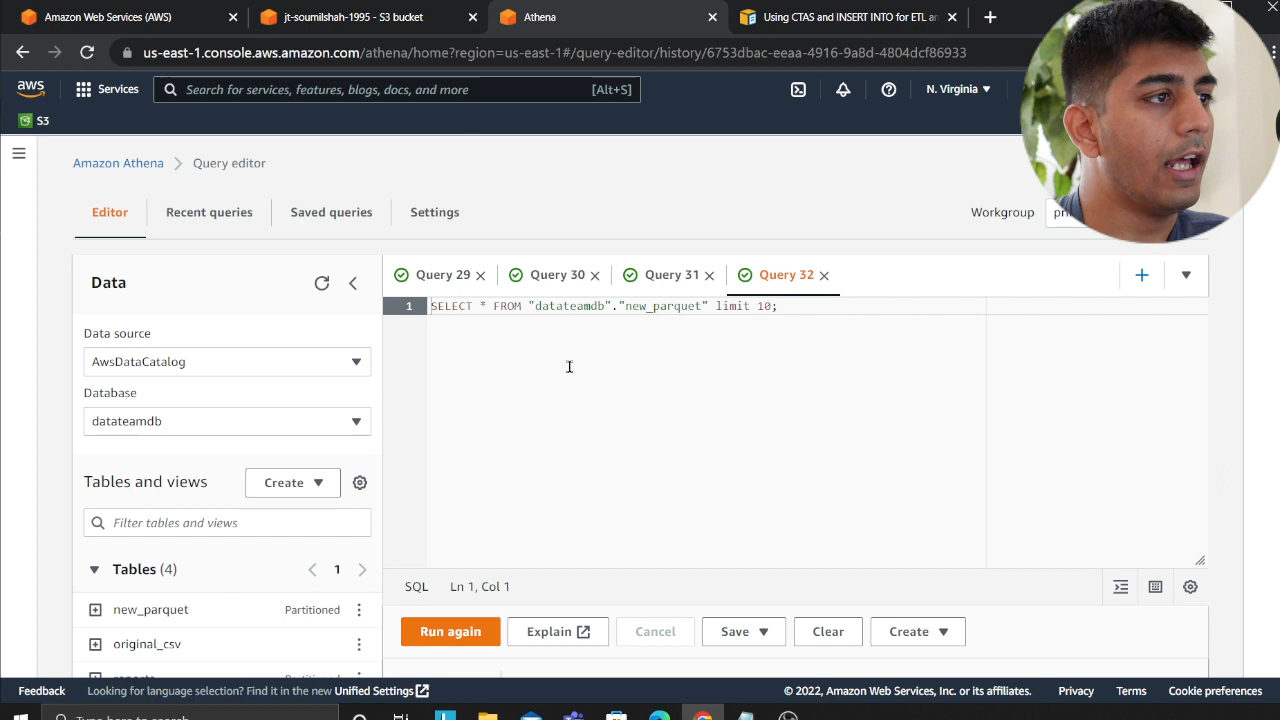 Amazon Web Services (AWS)
jt-soumilshah-1995 - S3 bucket
Athena
Using CTAS and INSERT INTO for ETL
us-east-1.console.aws.amazon.com/athena/home?region=us-east-1#/query-editor/history/6753dbac-eeaa-4916-9a8d-4804dcf86933
aws
Services
Search for services, features, blogs, docs, and more
[Alt+S]
N. Virginia
S3
Amazon Athena
Query editor
Editor
Recent queries
Saved queries
Settings
Workgroup
Data
Query 29
Query 30
Query 31
Query 32
1 SELECT * FROM "datateamdb"."new_parquet" limit 10;
Data source
AwsDataCatalog
Database
datateamdb
Tables and views
Create
Filter tables and views
Tables (4)
1
new_parquet
Partitioned
original_csv
SQL
Ln 1, Col 1
Run again
Explain
Cancel
Save
Clear
Create
Feedback
Looking for language selection? Find it in the new Unified Settings
© 2022, Amazon Web Services, Inc. or its affiliates.
Privacy
Terms
Cookie preferences